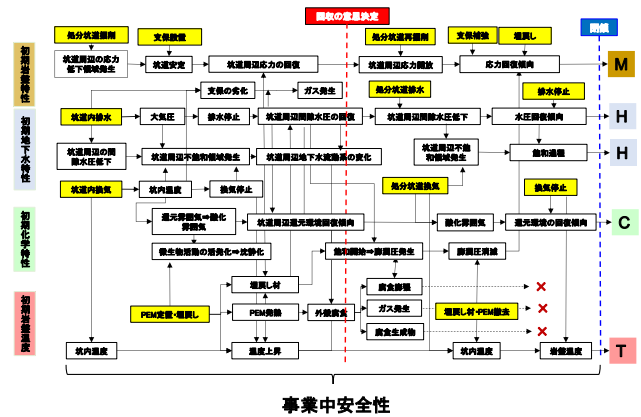 回収の意思決定
閉鎖
処分坑道掘削
支保設置
処分坑道再掘削
支保補強
埋戻し
初期岩盤特性
坑道周辺の応力
低下領域発生
坑道安定
坑道周辺応力の回復
坑道周辺応力開放
応力回復傾向
M
支保の劣化
ガス発生
処分坑道排水
排水停止
初期地下水特性
坑道内排水
大気圧
排水停止
坑道周辺間隙水圧の回復
坑道周辺間隙水圧低下
水圧回復傾向
H
坑道周辺の間
隙水圧低下
坑道周辺不飽和領域発生
坑道周辺地下水流動系の変化
坑道周辺不飽
和領域発生
飽和過程
H
坑道内換気
坑内湿度
換気停止
処分坑道換気
換気停止
初期化学特性
還元雰囲気⇒酸化
雰囲気
坑道周辺還元環境回復傾向
酸化雰囲気
還元環境の回復傾向
C
微生物活動の活発化⇒沈静化
飽和開始⇒膨潤圧発生
膨潤圧消滅
埋戻し材
腐食膨張
初期岩盤温度
PEM定置・埋戻し
PEM発熱
外殻腐食
ガス発生
埋戻し材・PEM撤去
腐食生成物
坑内温度
温度上昇
坑内温度
岩盤温度
T
事業中安全性